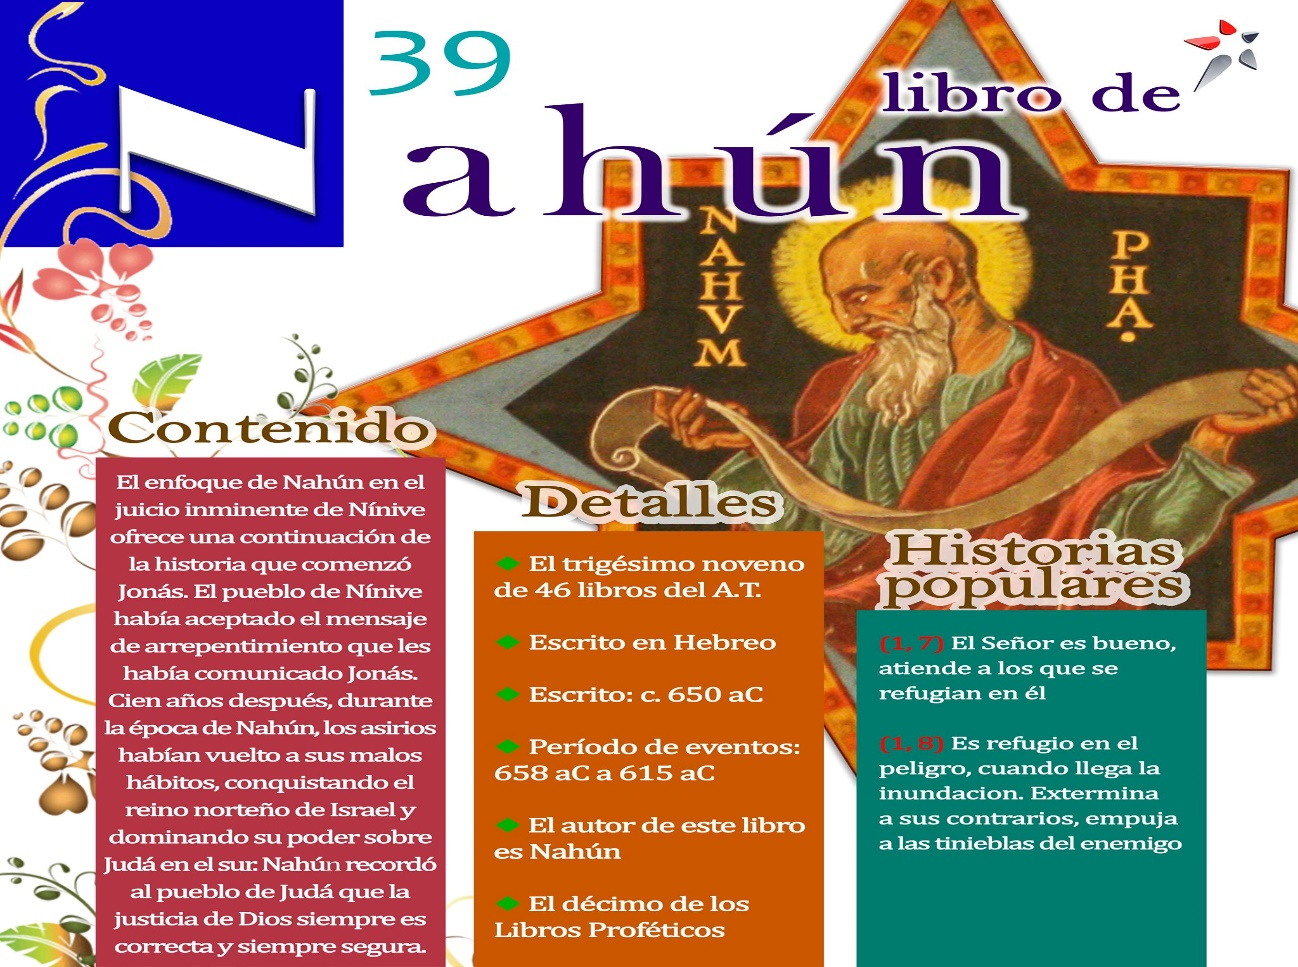 39
libro de
Nahún
NAHVM
PHA.
Contenido
El enfoque de Nahún en el
juicio inminente de Nínive
ofrece una continuación de
la historia que comenzó
Jonás. El pueblo de Nínive
había aceptado el mensaje
de arrepentimiento que les
había comunicado Jonás.
Cien años después, durante
la época de Nahún, los asirios
habían vuelto a sus malos
hábitos, conquistando el
reino norteño de Israel y
dominando su poder sobre
Judá en el sur. Nahún recordó
al pueblo de Judá que la
justicia de Dios siempre es
correcta y siempre segura.
Detalles
El trigésimo noveno
de 46 libros del A.T.
Escrito en Hebreo
Escrito: c. 650 aC
Período de eventos:
658 aC a 615 aC
El autor de este libro
es Nahún
El décimo de los
Libros Proféticos
Historias
populares
(1, 7) El Señor es bueno,
atiende a los que se
refugian en él
(1, 8) Es refugio en el
peligro, cuando llega la
inundacion. Extermina
a sus contrarios, empuja
a las tinieblas del enemigo